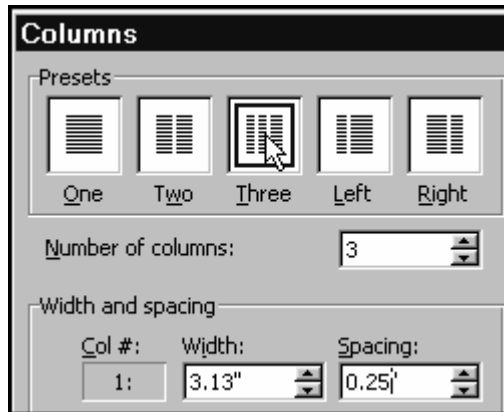 Columns
Presets
One Two Three Left Right
Number of columns: 3
Width and spacing
Col #: Width: Spacing:
1: 3.13" 0.25"